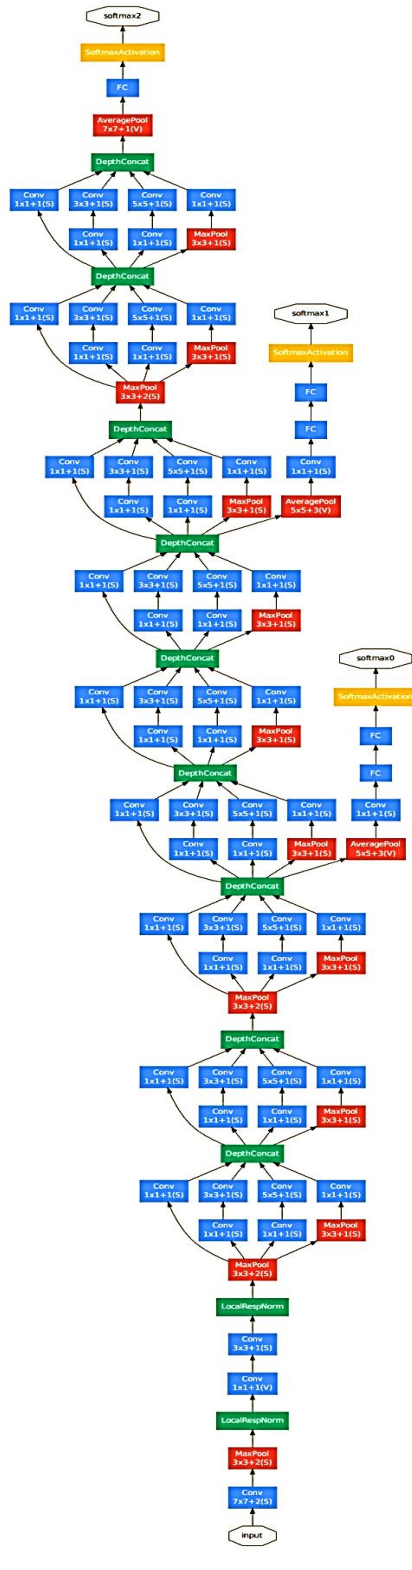 softmax2
SoftmaxActivation
FC
AveragePool
7x7+1(V)
DepthConcat
Conv Conv Conv Conv
1x1+1(S) 3x3+1(S) 5x5+1(S) 1x1+1(S)
Conv Conv MaxPool
1x1+1(S) 1x1+1(S) 3x3+1(S)
DepthConcat
Conv Conv Conv Conv
1x1+1(S) 3x3+1(S) 5x5+1(S) 1x1+1(S)
softmax1
Conv Conv MaxPool
1x1+1(S) 1x1+1(S) 3x3+1(S)
SoftmaxActivation
MaxPool
3x3+2(S)
FC
DepthConcat
FC
Conv Conv Conv Conv Conv
1x1+1(S) 3x3+1(S) 5x5+1(S) 1x1+1(S) 1x1+1(S)
Conv Conv MaxPool AveragePool
1x1+1(S) 1x1+1(S) 3x3+1(S) 5x5+3(V)
DepthConcat
Conv Conv Conv Conv
1x1+1(S) 3x3+1(S) 5x5+1(S) 1x1+1(S)
Conv Conv MaxPool
1x1+1(S) 1x1+1(S) 3x3+1(S)
DepthConcat
softmax0
Conv Conv Conv Conv
1x1+1(S) 3x3+1(S) 5x5+1(S) 1x1+1(S)
SoftmaxActivation
Conv Conv MaxPool
1x1+1(S) 1x1+1(S) 3x3+1(S)
FC
DepthConcat
FC
Conv Conv Conv Conv Conv
1x1+1(S) 3x3+1(S) 5x5+1(S) 1x1+1(S) 1x1+1(S)
Conv Conv MaxPool AveragePool
1x1+1(S) 1x1+1(S) 3x3+1(S) 5x5+3(V)
DepthConcat
Conv Conv Conv Conv
1x1+1(S) 3x3+1(S) 5x5+1(S) 1x1+1(S)
Conv Conv MaxPool
1x1+1(S) 1x1+1(S) 3x3+1(S)
MaxPool
3x3+2(S)
DepthConcat
Conv Conv Conv Conv
1x1+1(S) 3x3+1(S) 5x5+1(S) 1x1+1(S)
Conv Conv MaxPool
1x1+1(S) 1x1+1(S) 3x3+1(S)
DepthConcat
Conv Conv Conv Conv
1x1+1(S) 3x3+1(S) 5x5+1(S) 1x1+1(S)
Conv Conv MaxPool
1x1+1(S) 1x1+1(S) 3x3+1(S)
MaxPool
3x3+2(S)
LocalRespNorm
Conv
3x3+1(S)
Conv
1x1+1(V)
LocalRespNorm
MaxPool
3x3+2(S)
Conv
7x7+2(S)
input